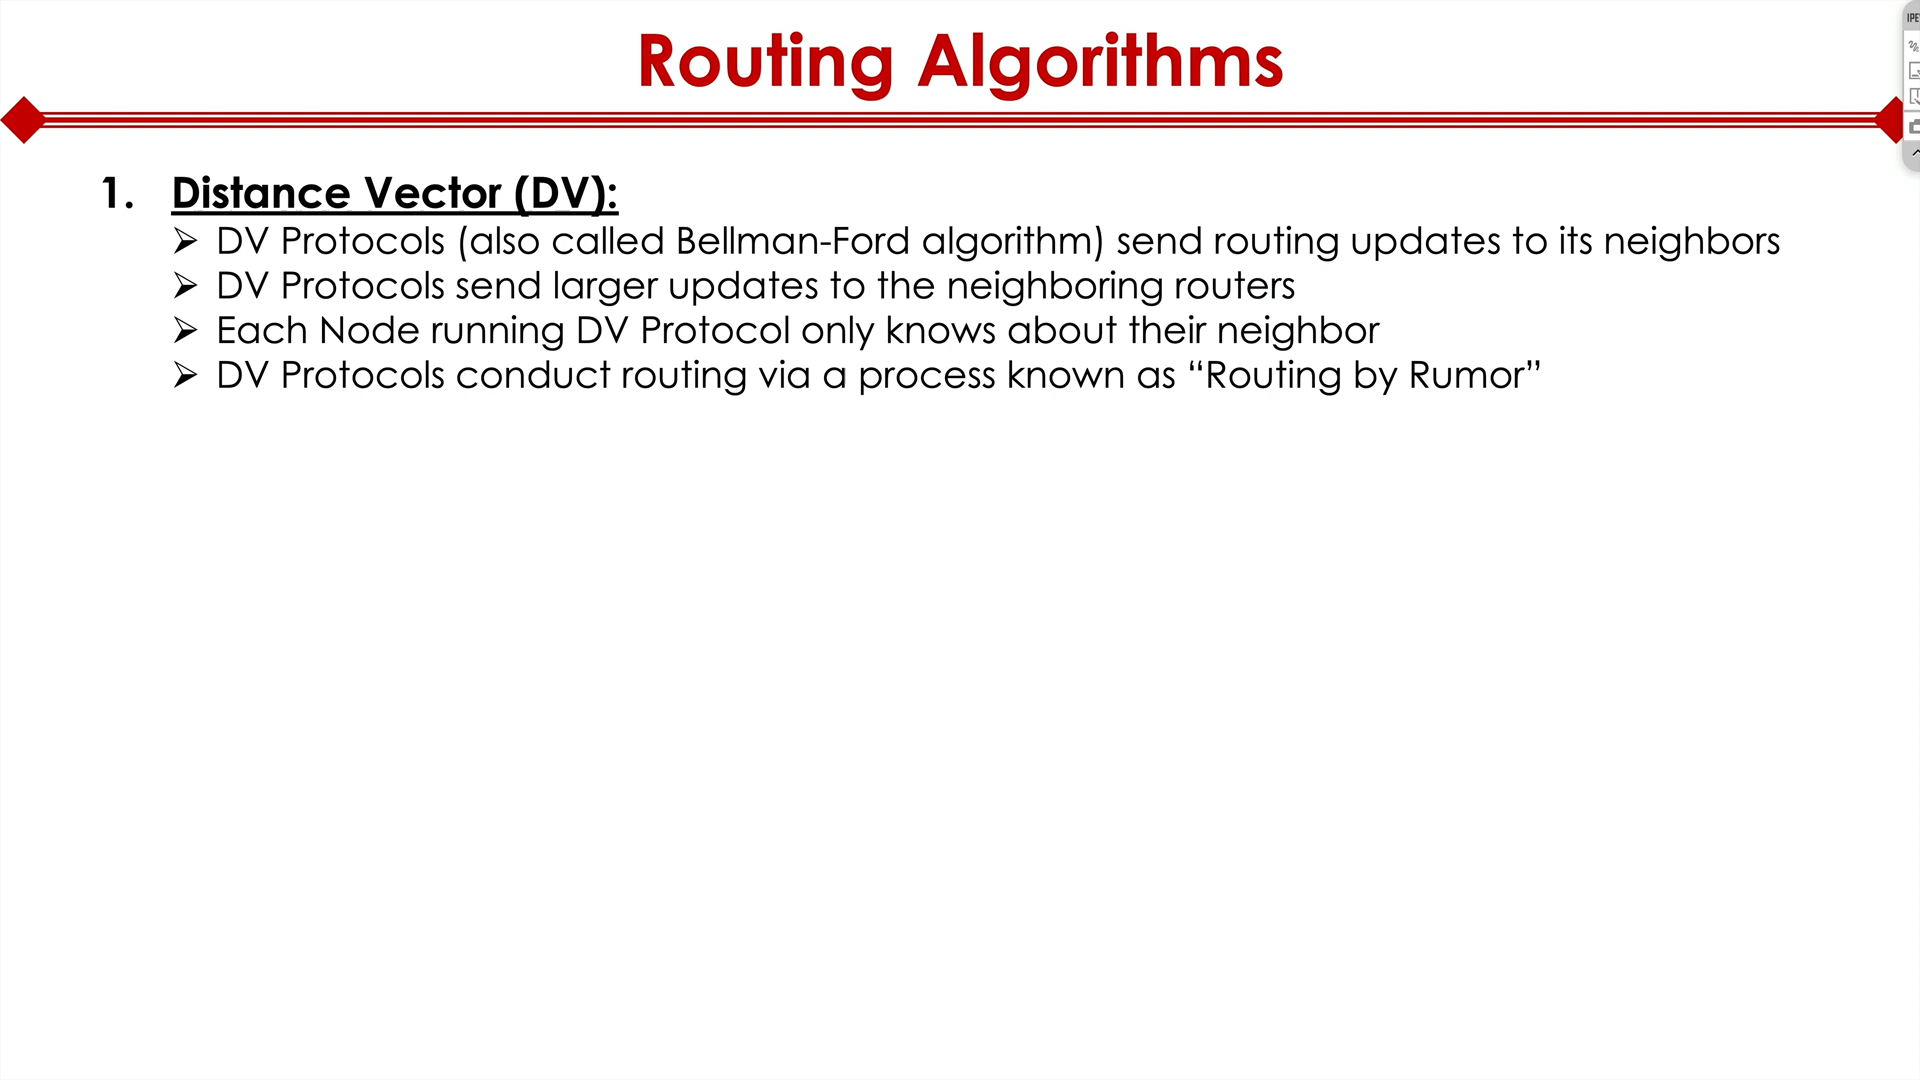 Routing Algorithms
1. Distance Vector (DV):
➢ DV Protocols (also called Bellman-Ford algorithm) send routing updates to its neighbors
➢ DV Protocols send larger updates to the neighboring routers
➢ Each Node running DV Protocol only knows about their neighbor
➢ DV Protocols conduct routing via a process known as “Routing by Rumor”